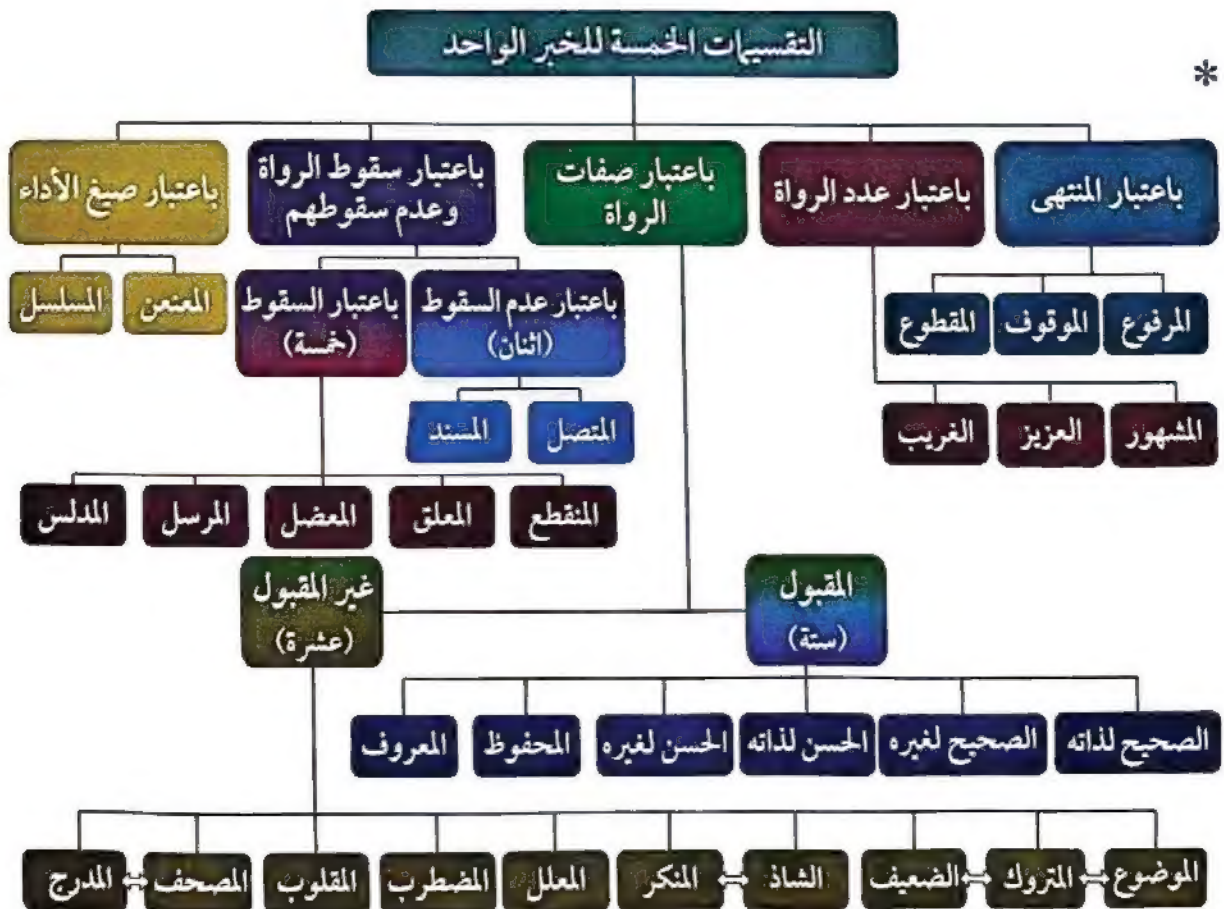 التقسيمات الخمسة للخبر الواحد
*
باعتبار المنتهى
باعتبار عدد الرواة
باعتبار صفات
الرواة
باعتبار سقوط الرواة
وعدم سقوطهم
باعتبار صيغ الأداء
المرفوع
الموقوف
المقطوع
المشهور
العزيز
الغريب
باعتبار عدم السقوط
(اثنان)
باعتبار السقوط
(خمسة)
المعنعن
المسلسل
المتصل
المسند
المنقطع
المعلق
المعضل
المرسل
المدلس
المقبول
(ستة)
غير المقبول
(عشرة)
الصحيح لذاته
الصحيح لغيره
الحسن لذاته
الحسن لغيره
المحفوظ
المعروف
الموضوع
المتروك
الضعيف
الشاذ
المنكر
المعلل
المضطرب
المقلوب
المصحف
المدرج